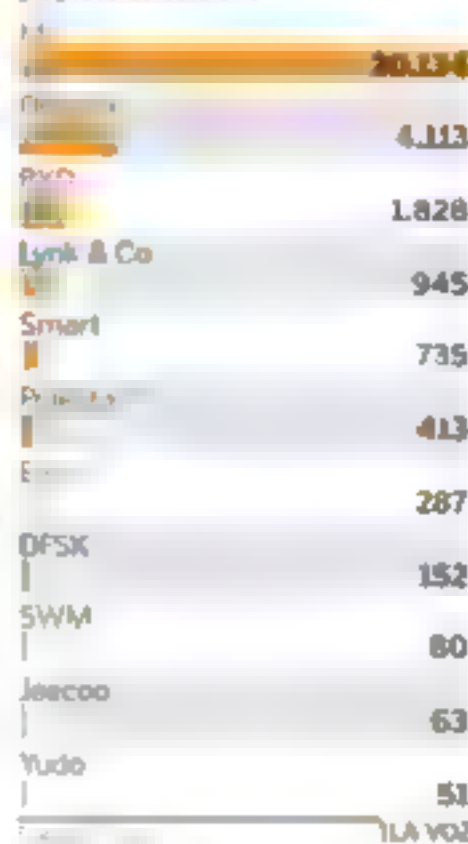 4.113
BYD
1.828
Lynk & Co
945
Smart
735
413
287
DFSK
152
SWM
80
Jaecoo
63
Yudo
51
LA VOZ